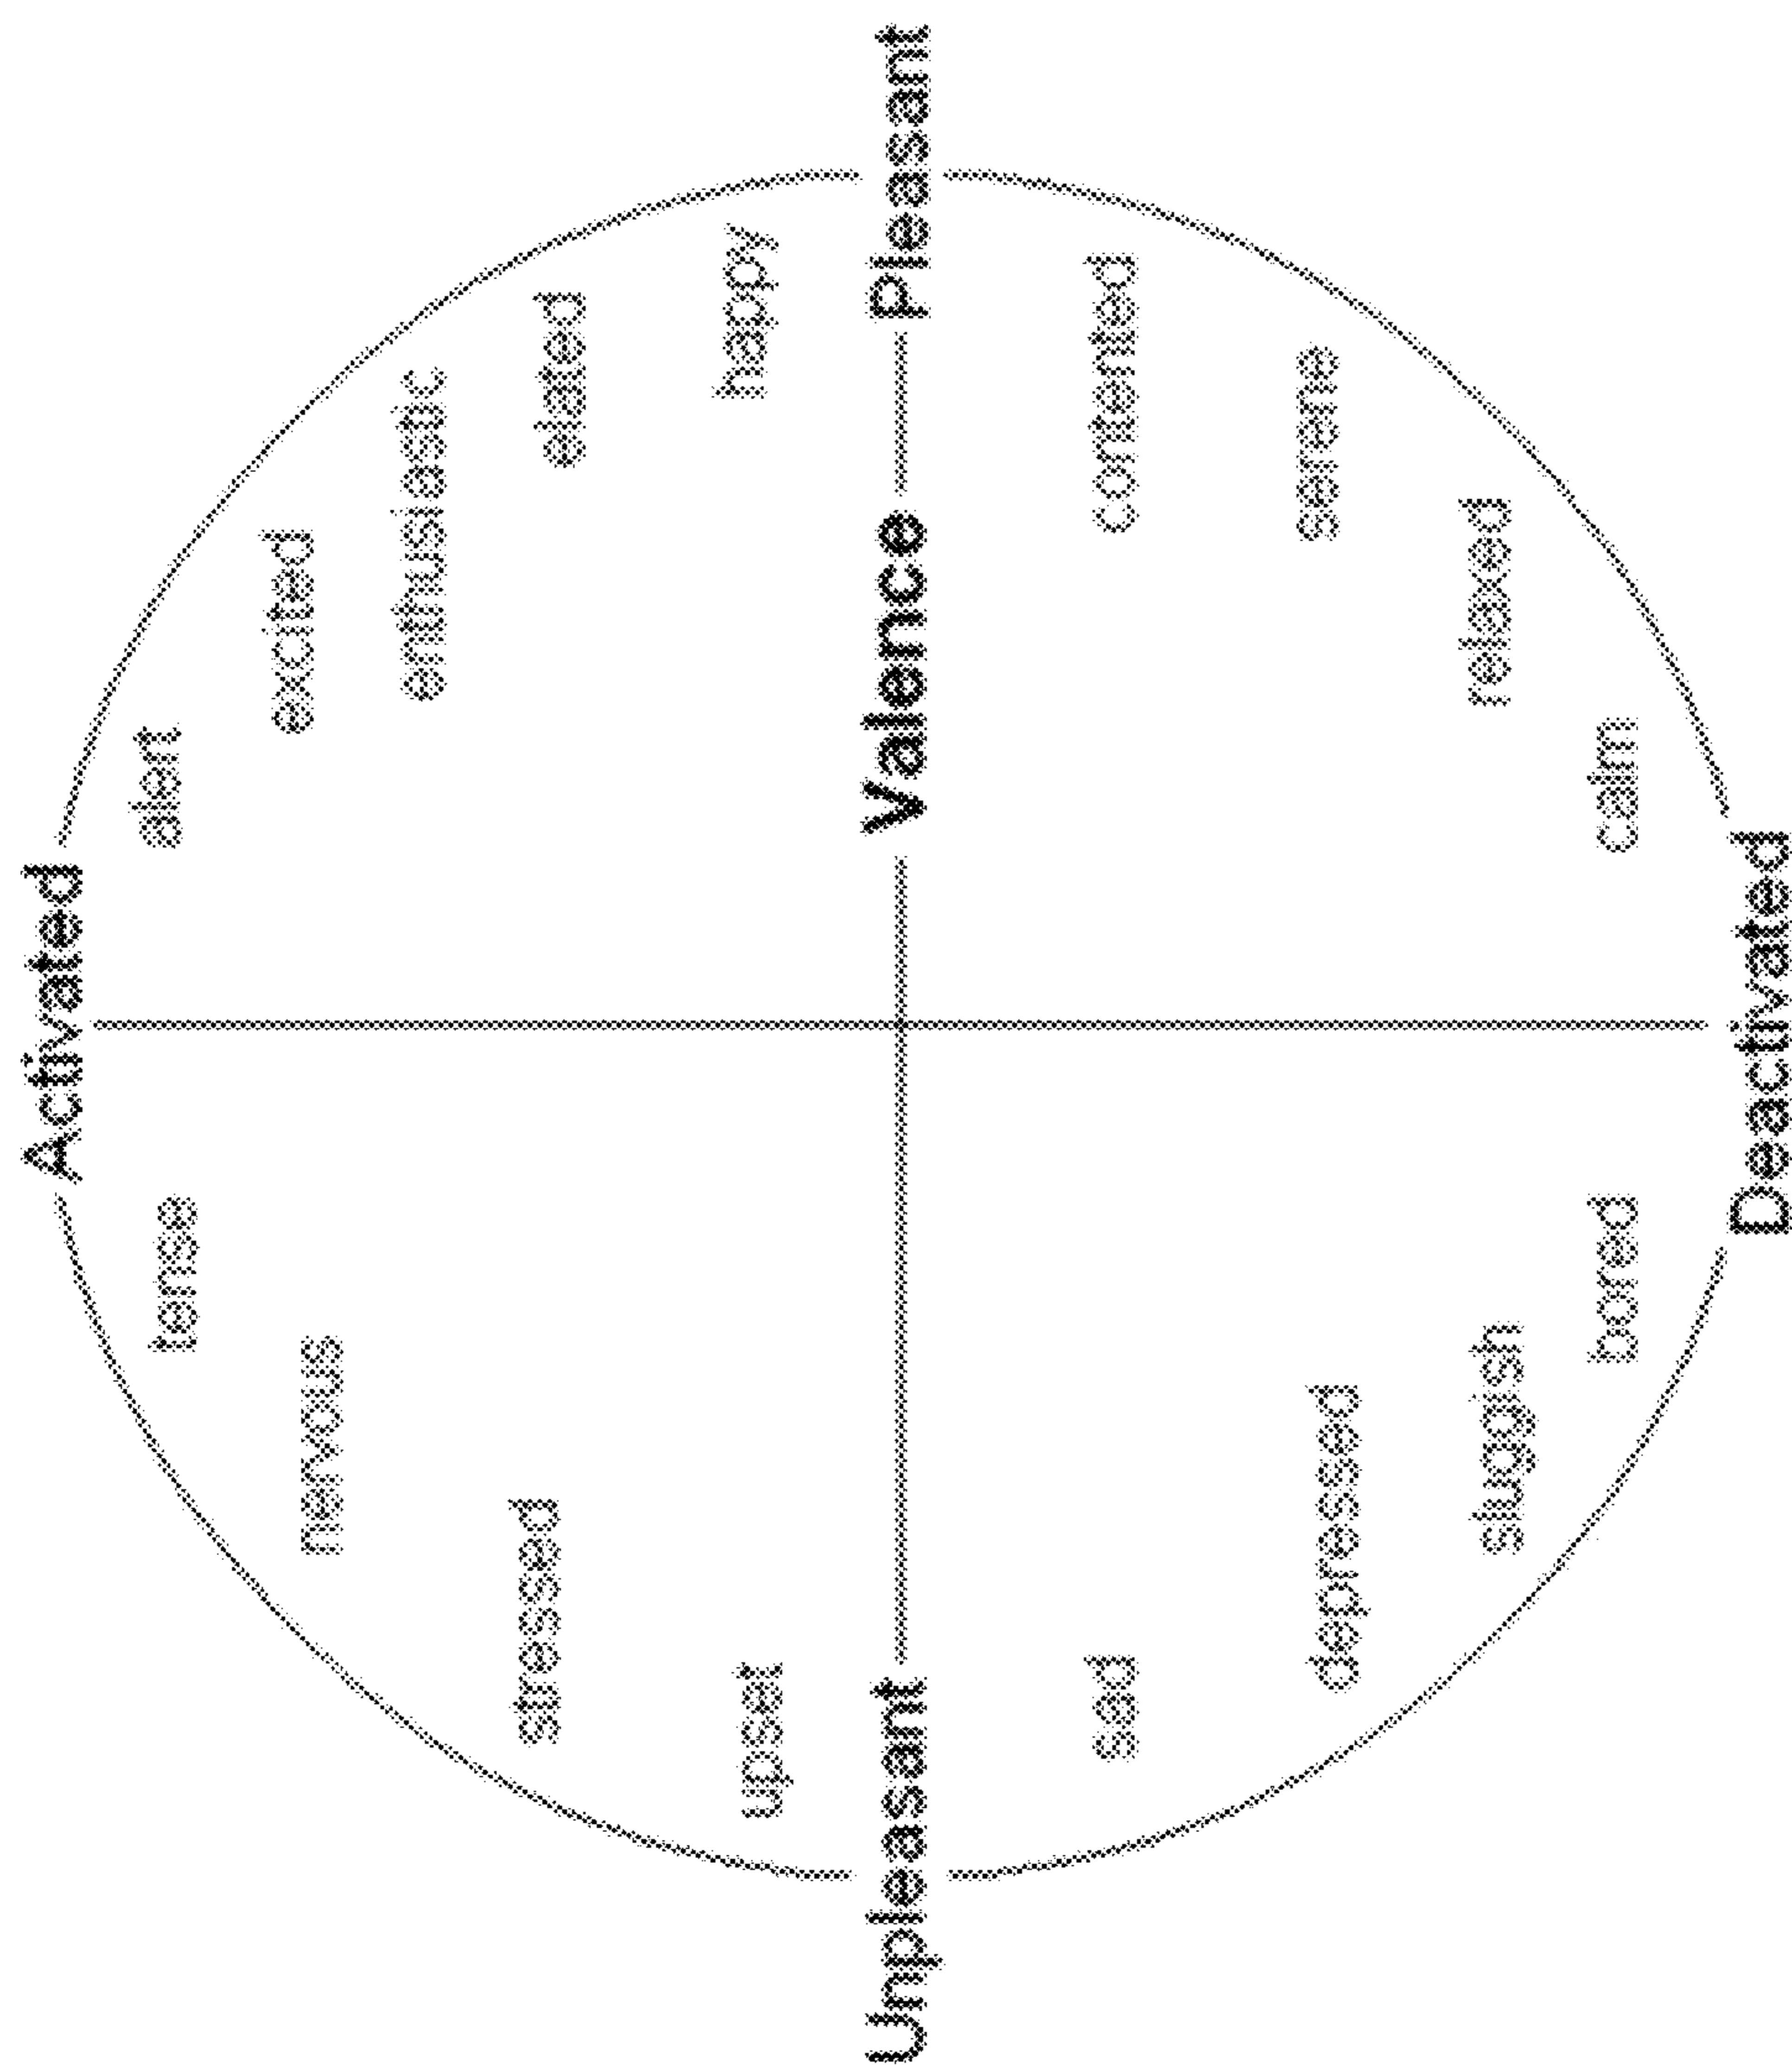 Activated
tense
alert
nervous
excited
enthusiastic
stressed
elated
upset
happy
Unpleasant
Valence
Pleasant
sad
contented
depressed
serene
sluggish
relaxed
bored
calm
Deactivated